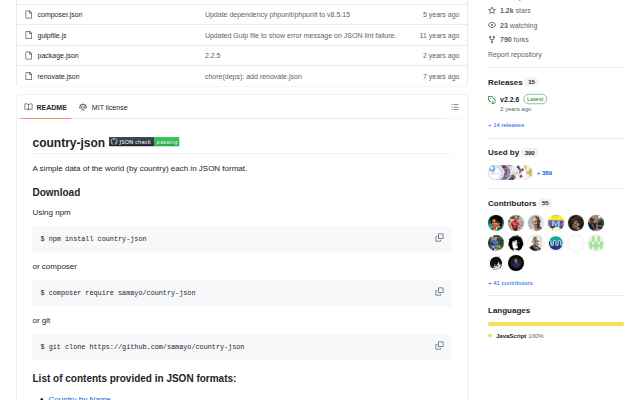 composer.json Update dependency phpunit/phpunit to v8.5.15 5 years ago
gulpfile.js Updated Gulp file to show error message on JSON lint failure. 11 years ago
package.json 2.2.5 2 years ago
renovate.json chore(deps): add renovate.json 7 years ago
README MIT license
country-json JSON check passing
A simple data of the world (by country) each in JSON format.
Download
Using npm
$ npm install country-json
or composer
$ composer require samayo/country-json
or git
$ git clone https://github.com/samayo/country-json
List of contents provided in JSON formats:
Country by Name
1.2k stars
23 watching
790 forks
Report repository
Releases 15
v2.2.6 Latest
2 years ago
+ 14 releases
Used by 390
+ 389
Contributors 55
+ 41 contributors
Languages
JavaScript 100%